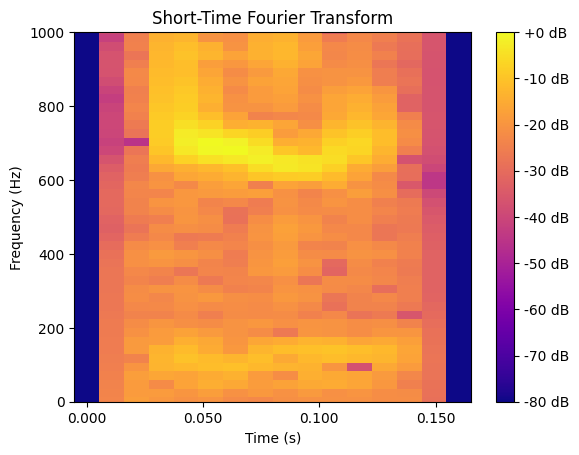 Short-Time Fourier Transform
1000
800
600
400
200
0
Frequency (Hz)
0.000
0.050
0.100
0.150
Time (s)
+0 dB
-10 dB
-20 dB
-30 dB
-40 dB
-50 dB
-60 dB
-70 dB
-80 dB